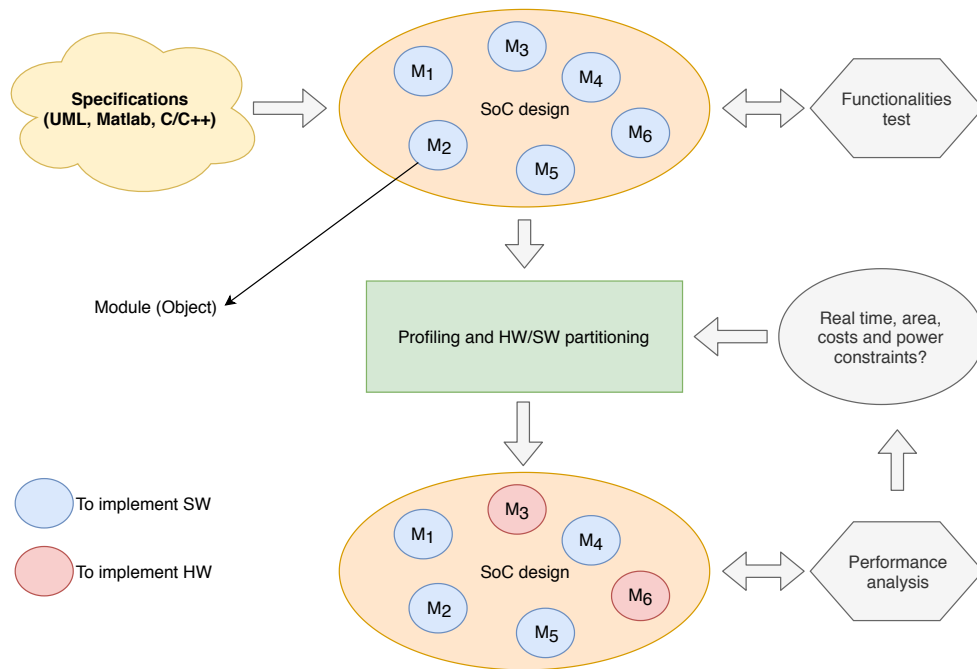 Specifications
(UML, Matlab, C/C++)
M1
M3
M4
SoC design
M2
M6
M5
Functionalities
test
Module (Object)
Profiling and HW/SW partitioning
Real time, area,
costs and power
constraints?
To implement SW
To implement HW
M1
M3
M4
SoC design
M2
M6
M5
Performance
analysis